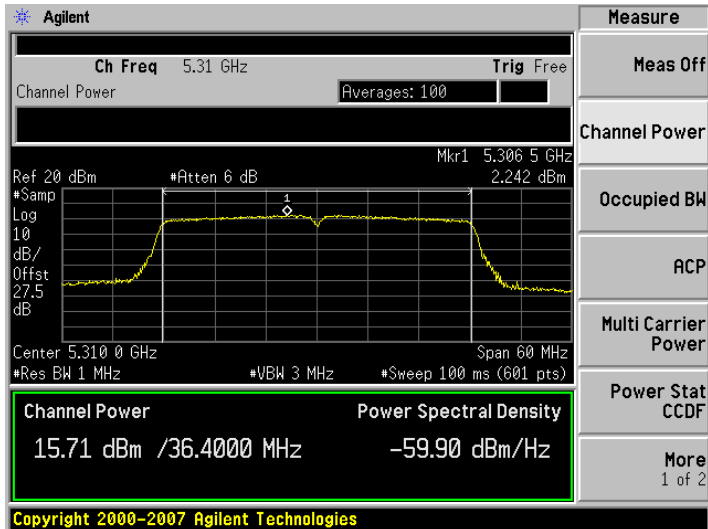 Agilent
Measure
Ch Freq 5.31 GHz Trig Free
Channel Power Averages: 100
Mkr1 5.306 5 GHz
Ref 20 dBm #Atten 6 dB 2.242 dBm
#Samp
Log
10
dB/
Offst
27.5
dB
1
Center 5.310 0 GHz Span 60 MHz
#Res BW 1 MHz #VBW 3 MHz #Sweep 100 ms (601 pts)
Channel Power Power Spectral Density
15.71 dBm /36.4000 MHz -59.90 dBm/Hz
Copyright 2000-2007 Agilent Technologies
Meas Off
Channel Power
Occupied BW
ACP
Multi Carrier
Power
Power Stat
CCDF
More
1 of 2